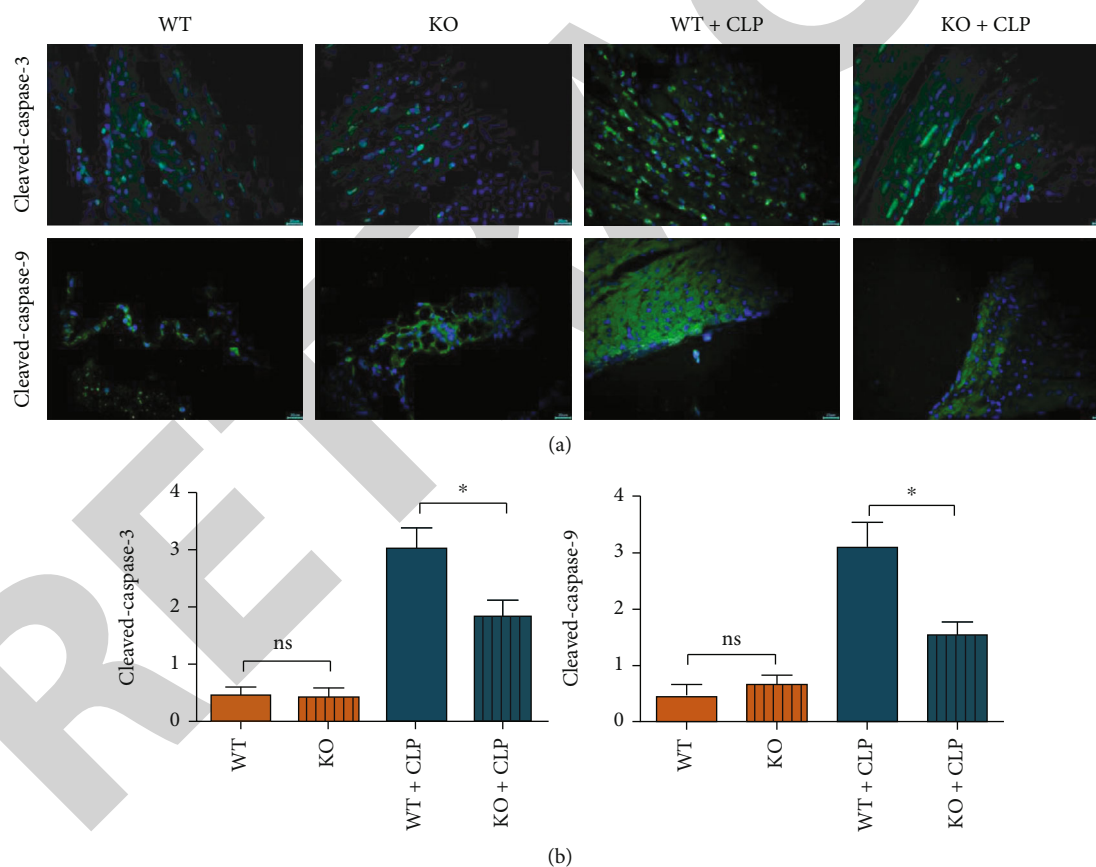 WT KO WT + CLP KO + CLP
Cleaved-caspase-3
Cleaved-caspase-9
(a)
Cleaved-caspase-3
4
3
2
1
0
ns
*
WT
KO
WT + CLP
KO + CLP
Cleaved-caspase-9
4
3
2
1
0
ns
*
WT
KO
WT + CLP
KO + CLP
(b)